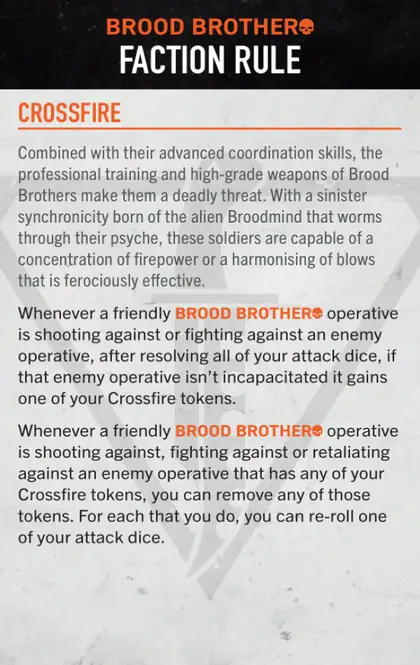 BROOD BROTHER
FACTION RULE
CROSSFIRE
Combined with their advanced coordination skills, the
professional training and high-grade weapons of Brood
Brothers make them a deadly threat. With a sinister
synchronicity born of the alien Broodmind that worms
through their psyche, these soldiers are capable of a
concentration of firepower or a harmonising of blows
that is ferociously effective.
Whenever a friendly BROOD BROTHER operative
is shooting against or fighting against an enemy
operative, after resolving all of your attack dice, if
that enemy operative isn't incapacitated it gains
one of your Crossfire tokens.
Whenever a friendly BROOD BROTHER operative
is shooting against, fighting against or retaliating
against an enemy operative that has any of your
Crossfire tokens, you can remove any of those
tokens. For each that you do, you can re-roll one
of your attack dice.